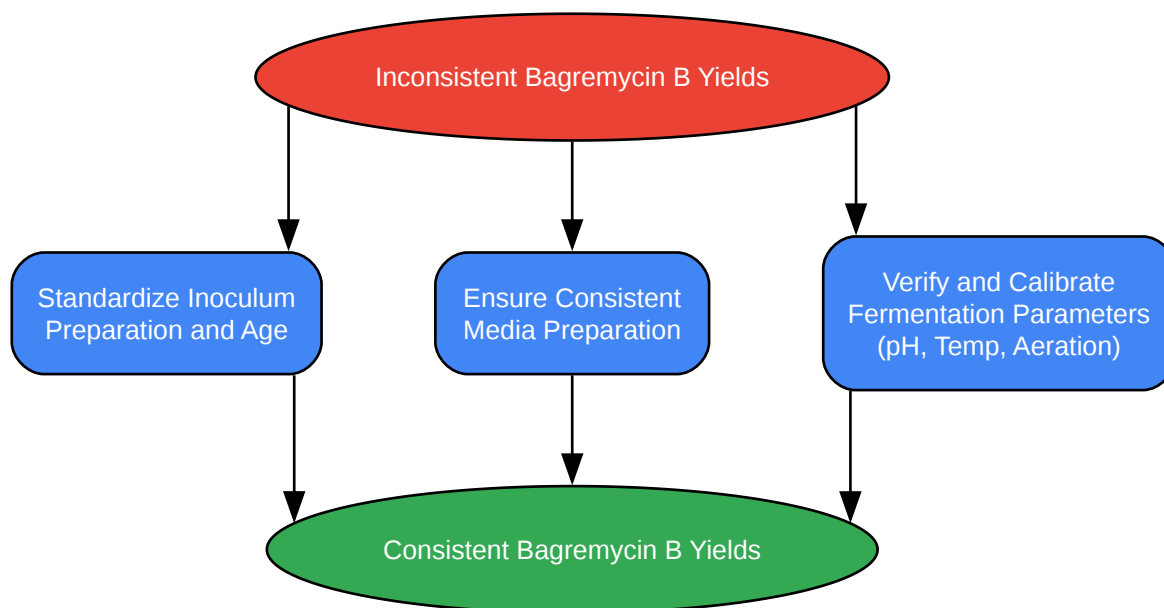 Inconsistent Bagremycin B Yields
Standardize Inoculum
Preparation and Age
Ensure Consistent
Media Preparation
Verify and Calibrate
Fermentation Parameters
(pH, Temp, Aeration)
Consistent Bagremycin B Yields